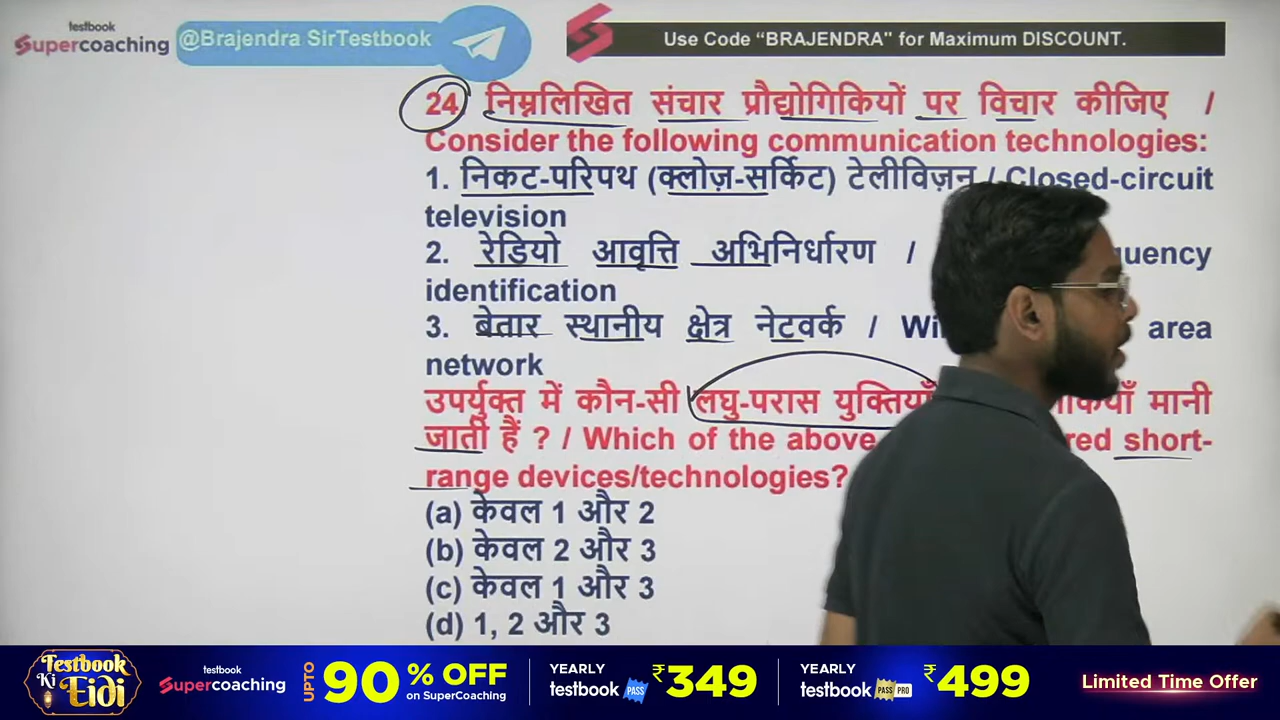 testbook
Supercoaching
@Brajendra SirTestbook
Use Code “BRAJENDRA" for Maximum DISCOUNT.
24 निम्नलिखित संचार प्रौद्योगिकियों पर विचार कीजिए /
Consider the following communication technologies:
1. निकट-परिपथ (क्लोज़-सर्किट) टेलीविज़न / Closed-circuit
television
2. रेडियो आवृत्ति अभिनिर्धारण /
identification
3. बेतार स्थानीय क्षेत्र नेटवर्क / area
network
उपर्युक्त में कौन-सी लघु-परास युक्तियाँ मानी
जाती हैं ? / Which of the above short-
range devices/technologies?
(a) केवल 1 और 2
(b) केवल 2 और 3
(c) केवल 1 और 3
(d) 1, 2 और 3
Testbook
Ki
Eidi
testbook
Supercoaching
UPTO 90 % OFF
on SuperCoaching
YEARLY
testbook PASS
₹349
YEARLY
testbook PASS PRO
₹499
Limited Time Offer